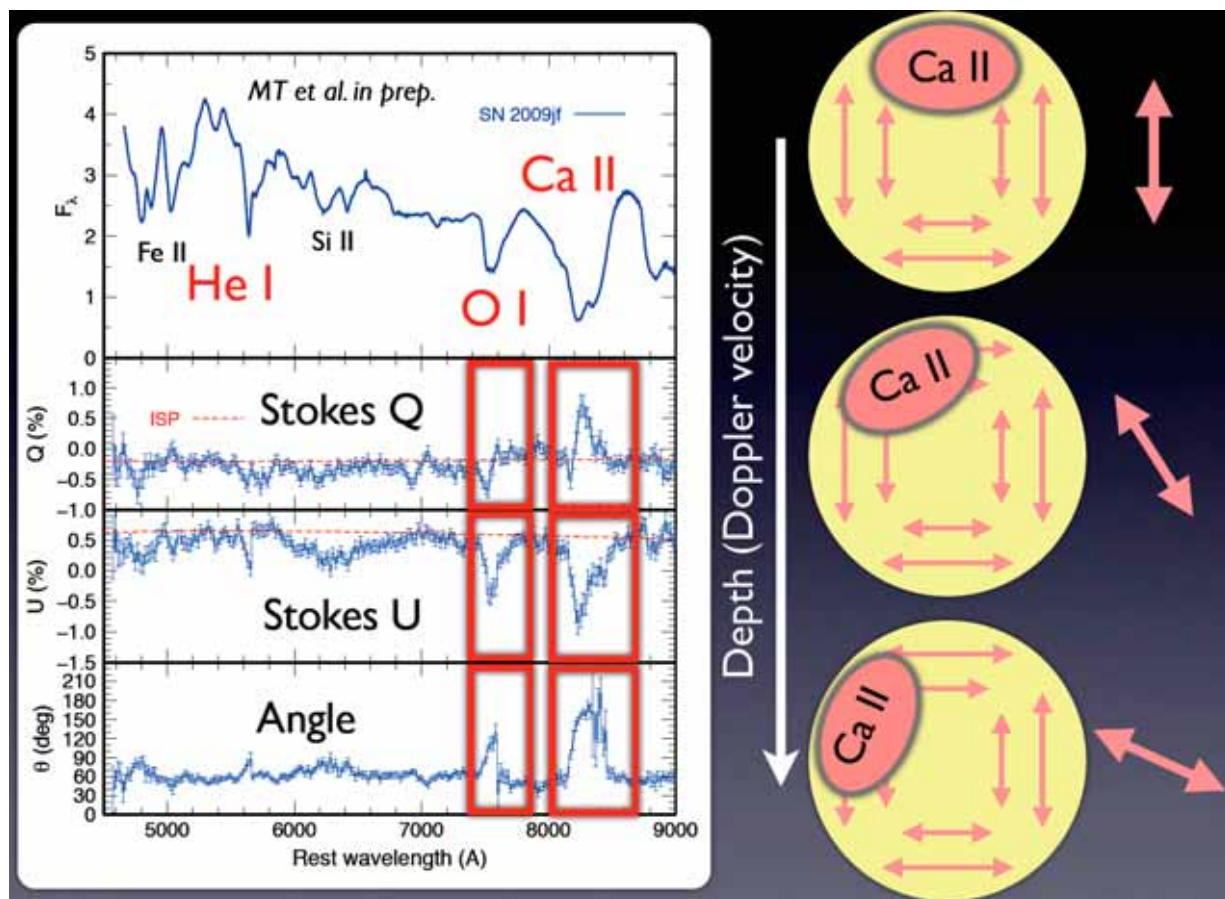 5
4
3
2
1
0
F_λ
MT et al. in prep.
SN 2009jf
Fe II
He I
Si II
O I
Ca II
1.0
0.5
0.0
−0.5
−1.0
Q (%)
ISP
Stokes Q
0.5
0.0
−0.5
−1.0
−1.5
U (%)
Stokes U
210
180
150
120
90
60
30
0
θ (deg)
Angle
5000 6000 7000 8000 9000
Rest wavelength (A)
Depth (Doppler velocity)
Ca II
Ca II
Ca II